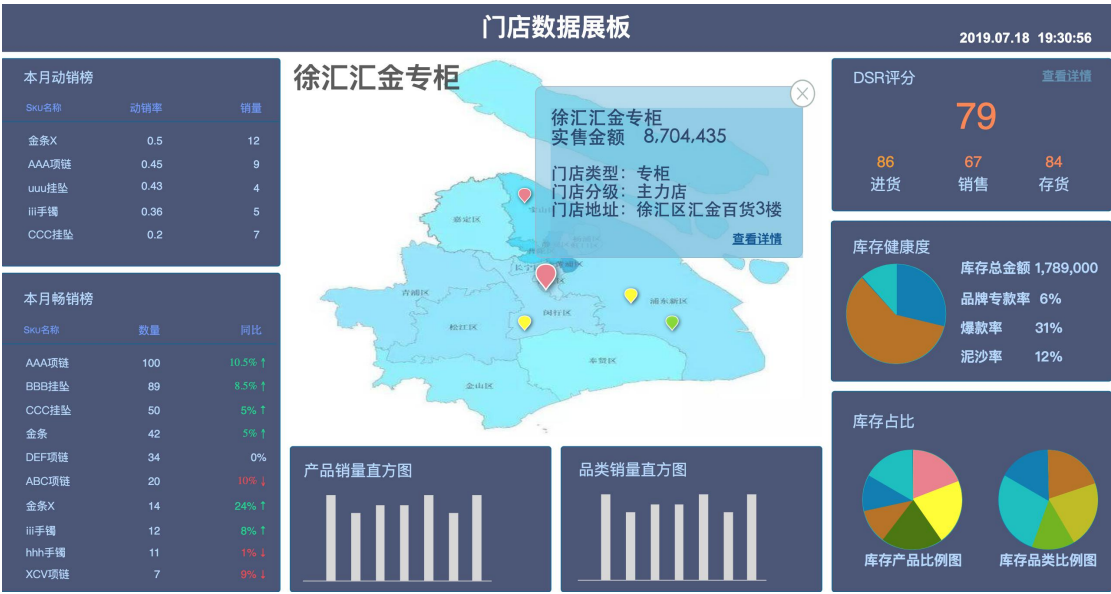 门店数据展板
2019.07.18 19:30:56
本月动销榜
SKU名称 动销率 销量
金条X 0.5 12
AAA项链 0.45 9
uuu挂坠 0.43 4
iii手镯 0.36 5
CCC挂坠 0.2 7
本月畅销榜
SKU名称 数量 同比
AAA项链 100 10.5% ↑
BBB挂坠 89 8.5% ↑
CCC挂坠 50 5% ↑
金条 42 5% ↑
DEF项链 34 0%
ABC项链 20 10% ↓
金条X 14 24% ↑
iii手镯 12 8% ↑
hhh手镯 11 1% ↓
XCV项链 7 9% ↓
徐汇汇金专柜
徐汇汇金专柜
实售金额 8,704,435
门店类型：专柜
门店分级：主力店
门店地址：徐汇区汇金百货3楼
查看详情
嘉定区
青浦区
松江区
闵行区
浦东新区
奉贤区
金山区
产品销量直方图
品类销量直方图
DSR评分 查看详情
79
86 67 84
进货 销售 存货
库存健康度
库存总金额 1,789,000
品牌专款率 6%
爆款率 31%
泥沙率 12%
库存占比
库存产品比例图 库存品类比例图